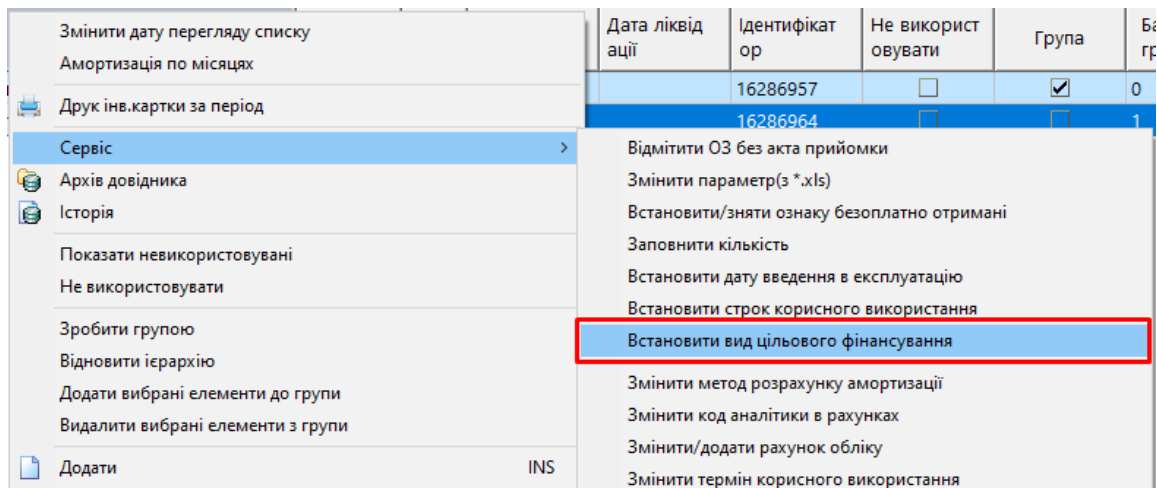 Дата ліквід
ації
Ідентифікат
ор
Не використ
овувати
Група
16286957
0
16286964
1
Змінити дату перегляду списку
Амортизація по місяцях
Друк інв.картки за період
Сервіс
Архів довідника
Історія
Показати невикористовувані
Не використовувати
Зробити групою
Відновити ієрархію
Додати вибрані елементи до групи
Видалити вибрані елементи з групи
Додати INS
Відмітити ОЗ без акта прийомки
Змінити параметр(з *.xls)
Встановити/зняти ознаку безоплатно отримані
Заповнити кількість
Встановити дату введення в експлуатацію
Встановити строк корисного використання
Встановити вид цільового фінансування
Змінити метод розрахунку амортизації
Змінити код аналітики в рахунках
Змінити/додати рахунок обліку
Змінити термін корисного використання